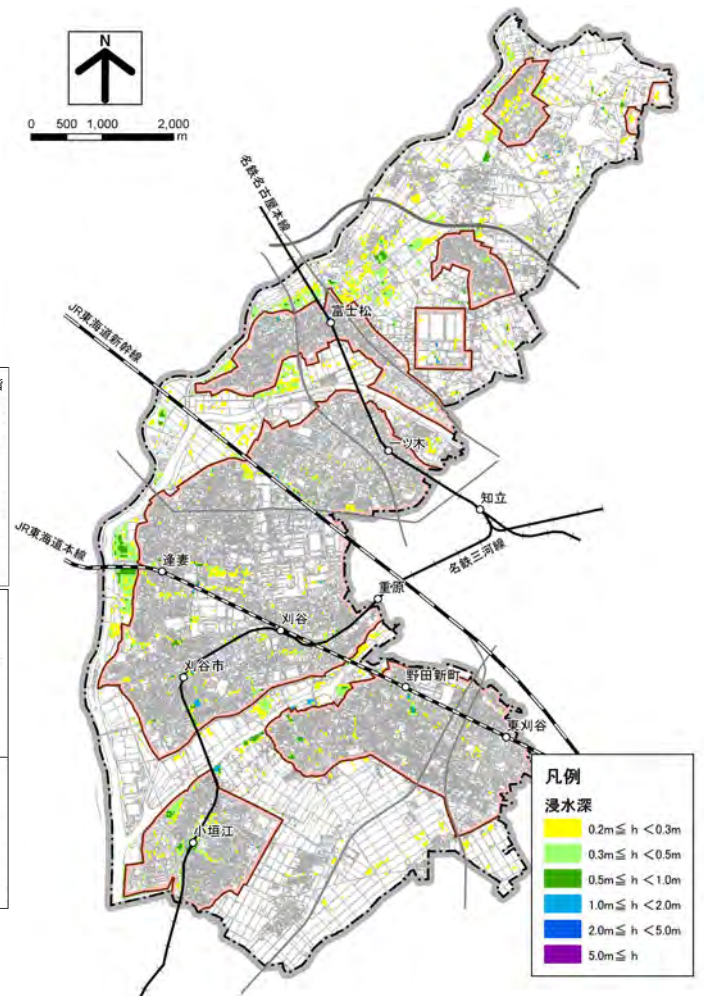 N
0 500 1,000 2,000
m
名鉄名古屋本線
富士松
JR東海道新幹線
一ツ木
知立
JR東海道本線
逢妻
名鉄三河線
重原
刈谷
刈谷市
野田新町
東刈谷
小垣江
凡例
浸水深
0.2m≦ h <0.3m
0.3m≦ h <0.5m
0.5m≦ h <1.0m
1.0m≦ h <2.0m
2.0m≦ h <5.0m
5.0m≦ h